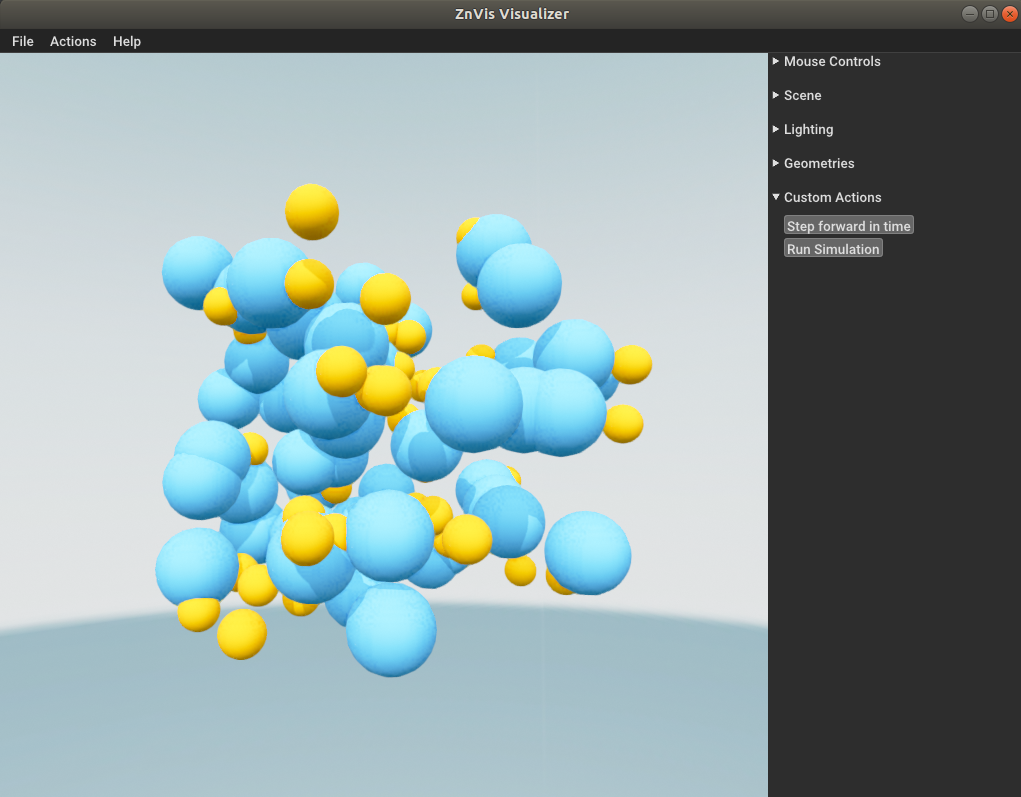 ZnVis Visualizer
File Actions Help
Mouse Controls
Scene
Lighting
Geometries
Custom Actions
Step forward in time
Run Simulation